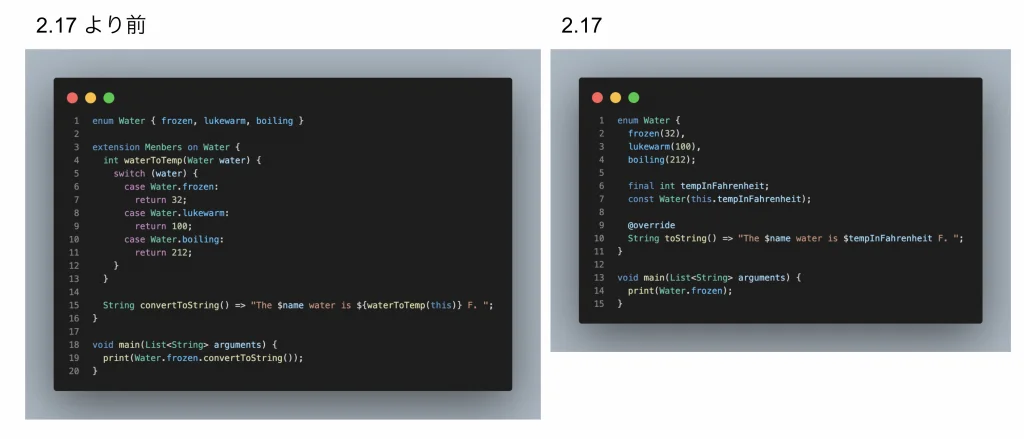 2.17 より前
1 enum Water { frozen, lukewarm, boiling }
2
3 extension Menbers on Water {
4 int waterToTemp(Water water) {
5 switch (water) {
6 case Water.frozen:
7 return 32;
8 case Water.lukewarm:
9 return 100;
10 case Water.boiling:
11 return 212;
12 }
13 }
14
15 String convertToString() => "The $name water is ${waterToTemp(this)} F. ";
16 }
17
18 void main(List<String> arguments) {
19 print(Water.frozen.convertToString());
20 }
2.17
1 enum Water {
2 frozen(32),
3 lukewarm(100),
4 boiling(212);
5
6 final int tempInFahrenheit;
7 const Water(this.tempInFahrenheit);
8
9 @override
10 String toString() => "The $name water is $tempInFahrenheit F. ";
11 }
12
13 void main(List<String> arguments) {
14 print(Water.frozen);
15 }